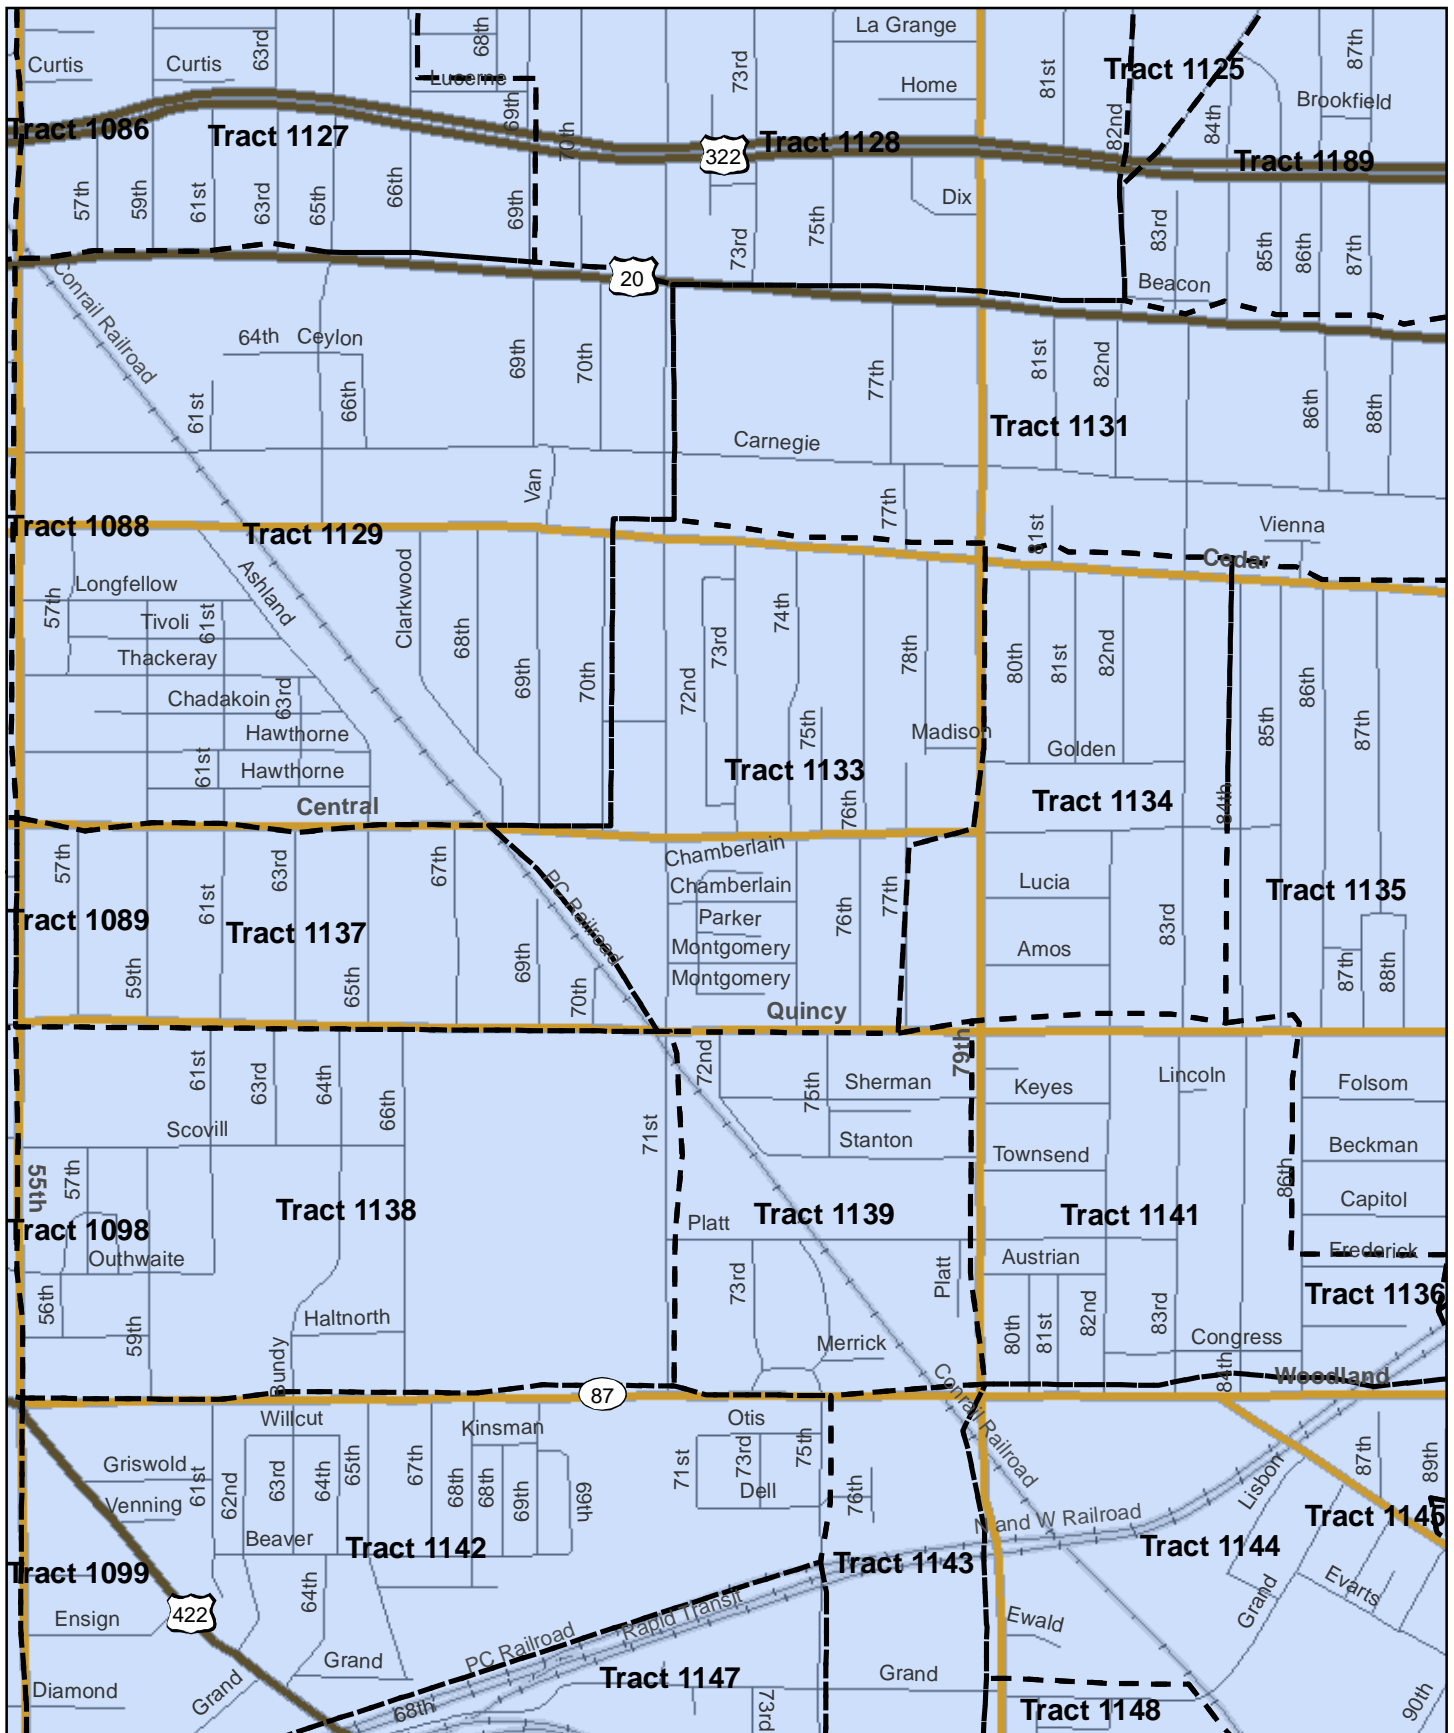 La Grange
68th
63rd
Curtis
Curtis
Lucerne
73rd
Home
81st
Tract 1125
87th
Brookfield
69th
82nd
84th
Tract 1086
Tract 1127
70th
322
Tract 1128
Tract 1189
57th
59th
61st
63rd
65th
66th
69th
73rd
75th
Dix
83rd
85th
86th
87th
20
Beacon
Conrail Railroad
64th
Ceylon
61st
66th
69th
70th
77th
81st
82nd
86th
88th
Carnegie
Tract 1131
Van
77th
81st
Vienna
Tract 1088
Tract 1129
Cedar
Longfellow
Ashland
57th
Tivoli
61st
Thackeray
Chadakoin
63rd
Hawthorne
61st
Hawthorne
Clarkwood
68th
69th
70th
72nd
73rd
74th
75th
78th
Madison
80th
81st
82nd
Golden
85th
86th
87th
Central
Tract 1133
76th
Tract 1134
84th
Chamberlain
57th
63rd
67th
Chamberlain
Lucia
Tract 1135
Tract 1089
61st
Tract 1137
PC Railroad
Parker
76th
77th
83rd
Montgomery
Amos
59th
65th
69th
70th
Montgomery
87th
88th
Quincy
61st
63rd
64th
66th
72nd
75th
Sherman
79th
Keyes
Lincoln
Folsom
Scovill
71st
Stanton
Townsend
Beckman
55th
57th
86th
Capitol
Tract 1098
Tract 1138
Platt
Tract 1139
Tract 1141
Outhwaite
Austrian
Frederick
56th
73rd
Platt
Tract 1136
59th
Haltnorth
Merrick
80th
81st
82nd
83rd
Congress
Bundy
84th
Woodland
87
Conrail Railroad
Willcut
Kinsman
Otis
Griswold
61st
62nd
63rd
64th
65th
67th
68th
68th
69th
69th
71st
73rd
75th
Dell
76th
Lisbon
87th
89th
Venning
Beaver
N and W Railroad
Tract 1145
Tract 1099
Tract 1142
Tract 1143
Tract 1144
64th
Evarts
422
Ensign
Rapid Transit
Ewald
Grand
PC Railroad
Grand
Grand
Diamond
Grand
Tract 1147
68th
73rd
Tract 1148
90th